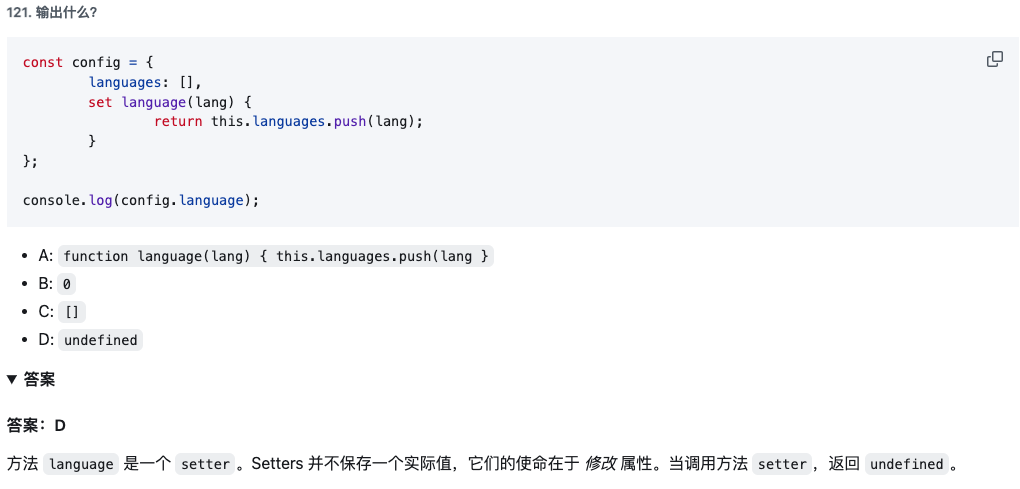 121. 输出什么?
const config = {
        languages: [],
        set language(lang) {
                return this.languages.push(lang);
        }
};
console.log(config.language);
• A: function language(lang) { this.languages.push(lang }
• B: 0
• C: []
• D: undefined
▼ 答案
答案：D
方法 language 是一个 setter 。Setters 并不保存一个实际值，它们的使命在于 修改 属性。当调用方法 setter ，返回 undefined 。